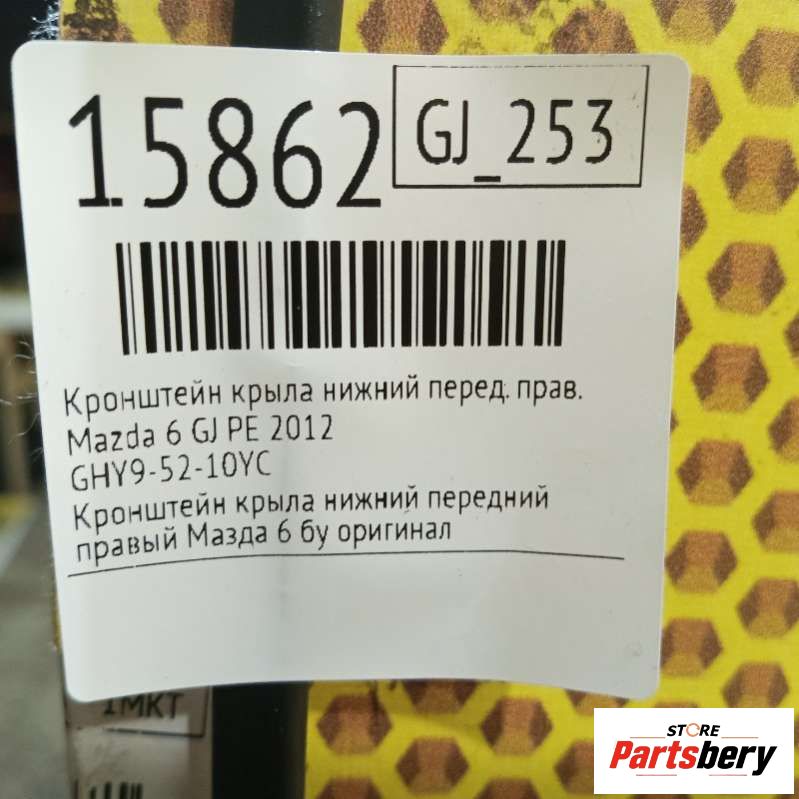 15862
GJ_253
Кронштейн крыла нижний перед. прав.
Mazda 6 GJ PE 2012
GHY9-52-10YC
Кронштейн крыла нижний передний
правый Мазда 6 бу оригинал
1МКТ
STORE
Partsbery